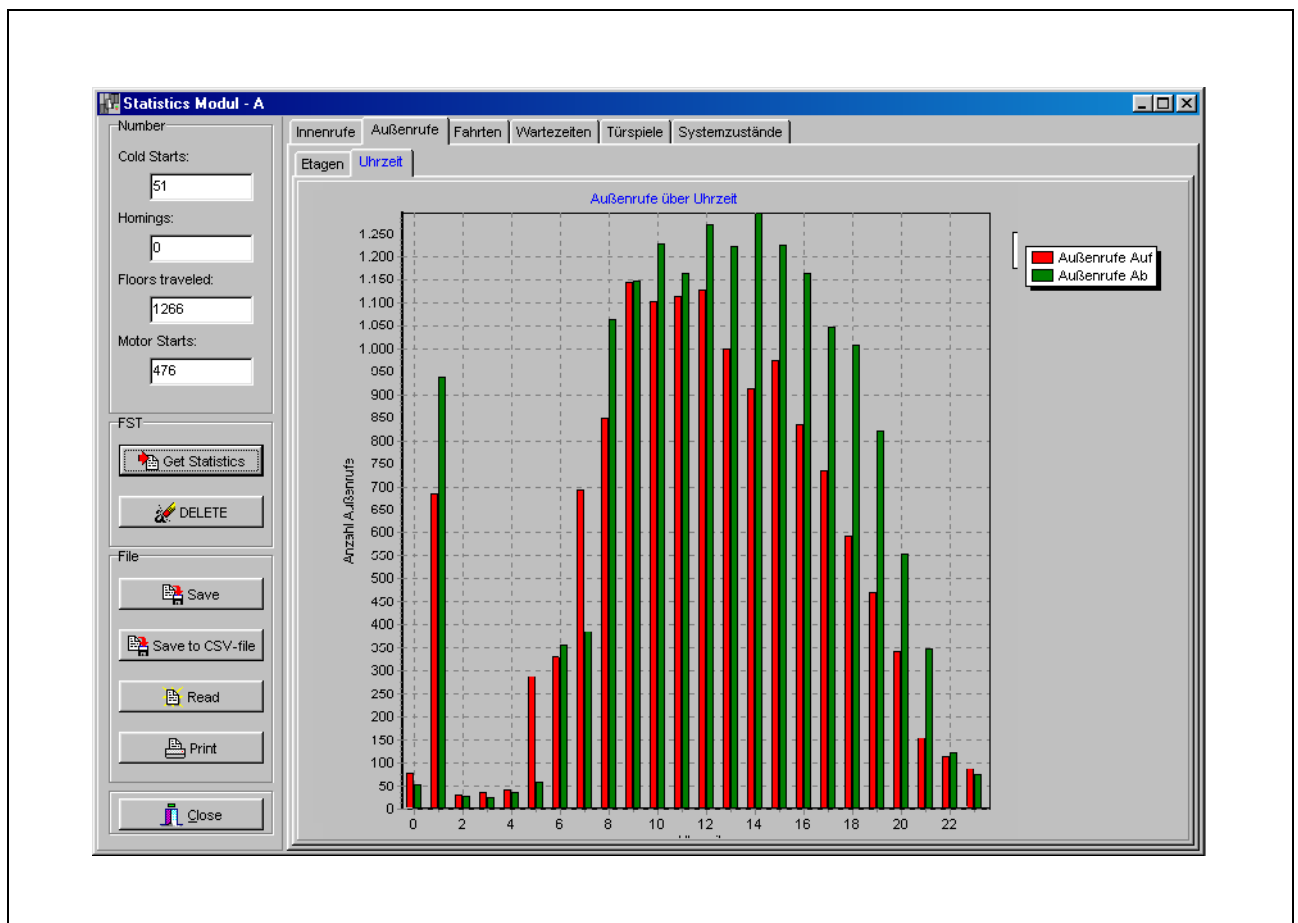 Statistics Modul - A
Number
Cold Starts:
51
Homings:
0
Floors traveled:
1266
Motor Starts:
476
FST
Get Statistics
DELETE
File
Save
Save to CSV-file
Read
Print
Close
Innenrufe Außenrufe Fahrten Wartezeiten Türspiele Systemzustände
Etagen Uhrzeit
Außenrufe über Uhrzeit
Anzahl Außenrufe
1.250
1.200
1.150
1.100
1.050
1.000
950
900
850
800
750
700
650
600
550
500
450
400
350
300
250
200
150
100
50
0
0 2 4 6 8 10 12 14 16 18 20 22
Außenrufe Auf
Außenrufe Ab